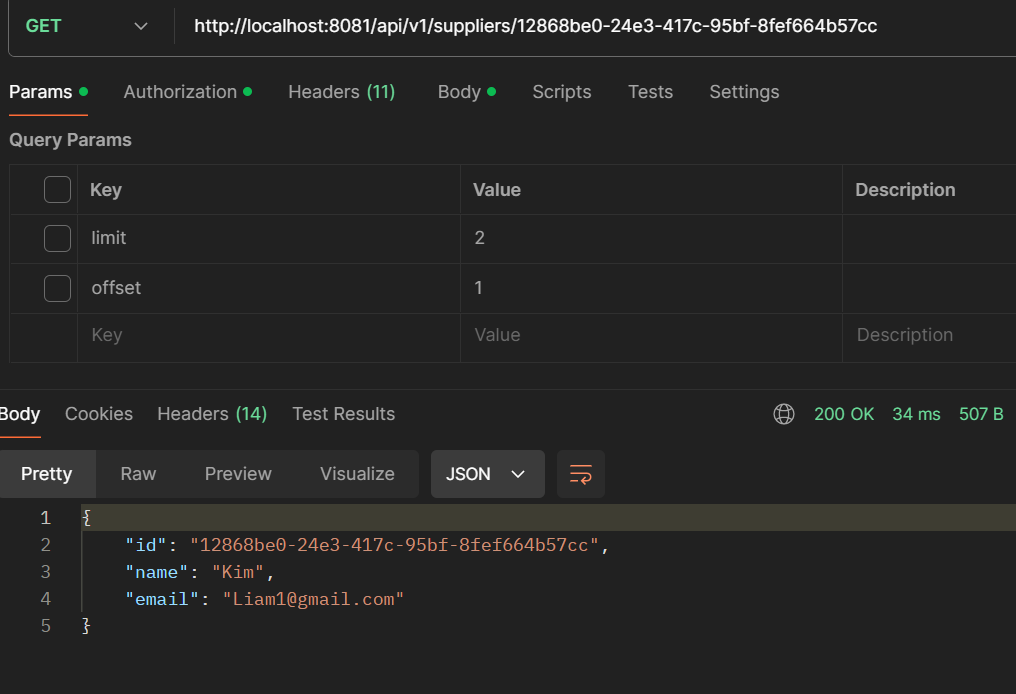 GET http://localhost:8081/api/v1/suppliers/12868be0-24e3-417c-95bf-8fef664b57cc
Params Authorization Headers (11) Body Scripts Tests Settings
Query Params
Key Value Description
limit 2
offset 1
Key Value Description
Body Cookies Headers (14) Test Results 200 OK 34 ms 507 B
Pretty Raw Preview Visualize JSON
1 {
2 "id": "12868be0-24e3-417c-95bf-8fef664b57cc",
3 "name": "Kim",
4 "email": "Liam1@gmail.com"
5 }